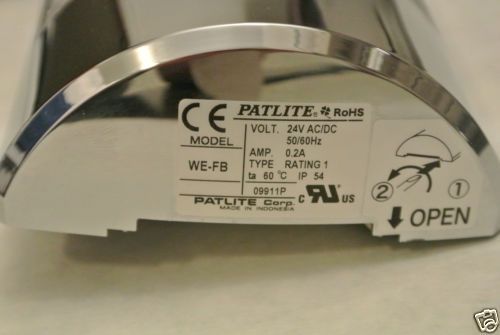 CE PATLITE® RoHS
VOLT. 24V AC/DC
MODEL 50/60Hz
AMP. 0.2A
WE-FB TYPE RATING 1
ta 60 ℃ IP 54
09911P
PATLITE Corp. C RU US
MADE IN INDONESIA
② ①
OPEN